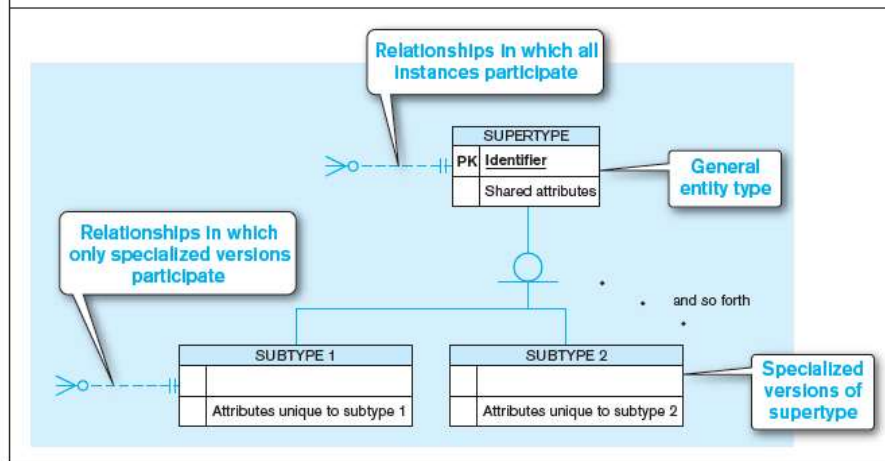 Relationships in which all
instances participate
SUPERTYPE
PK Identifier
Shared attributes
General
entity type
Relationships in which
only specialized versions
participate
and so forth
SUBTYPE 1
Attributes unique to subtype 1
SUBTYPE 2
Attributes unique to subtype 2
Specialized
versions of
supertype